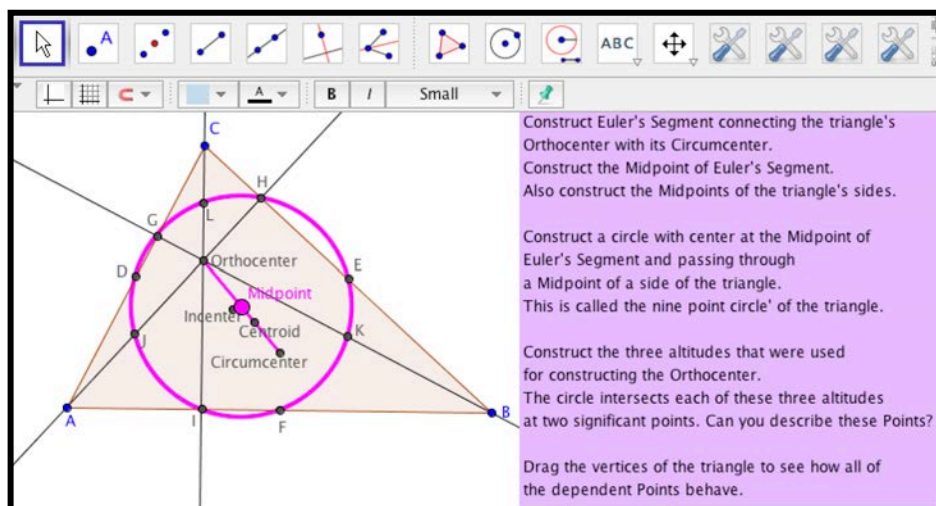 A
ABC
A
B
I
Small
C
H
L
G
Orthocenter
D
E
Midpoint
Incenter
Centroid
K
J
Circumcenter
A
I
F
B
Construct Euler's Segment connecting the triangle's
Orthocenter with its Circumcenter.
Construct the Midpoint of Euler's Segment.
Also construct the Midpoints of the triangle's sides.
Construct a circle with center at the Midpoint of
Euler's Segment and passing through
a Midpoint of a side of the triangle.
This is called the nine point circle' of the triangle.
Construct the three altitudes that were used
for constructing the Orthocenter.
The circle intersects each of these three altitudes
at two significant points. Can you describe these Points?
Drag the vertices of the triangle to see how all of
the dependent Points behave.